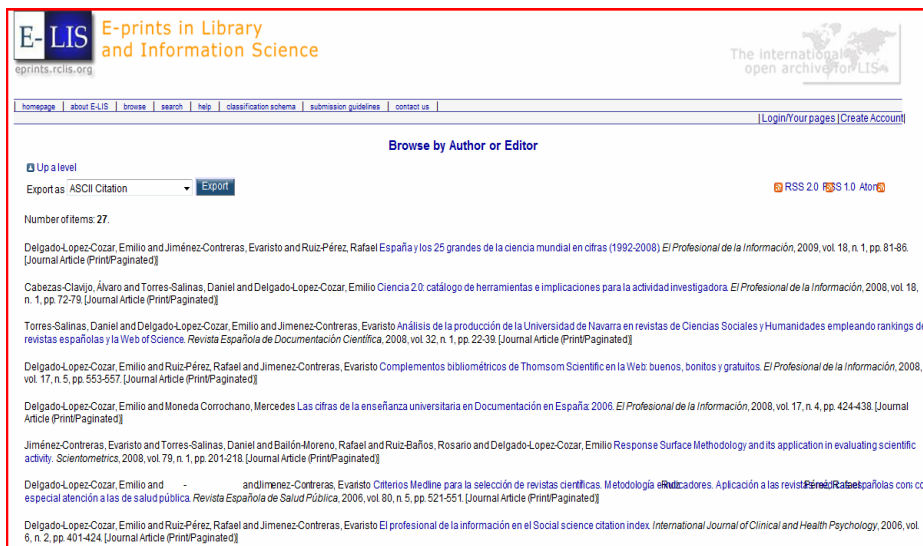 E-LIS E-prints in Library
and Information Science
eprints.rclis.org
The international
open archive for LIS
| homepage | about E-LIS | browse | search | help | classification schema | submission guidelines | contact us |
|Login/Your pages |Create Account|
Browse by Author or Editor
Up a level
Export as ASCII Citation Export
RSS 2.0 RSS 1.0 Atom
Number of items: 27.
Delgado-Lopez-Cozar, Emilio and Jiménez-Contreras, Evaristo and Ruiz-Pérez, Rafael España y los 25 grandes de la ciencia mundial en cifras (1992-2008). El Profesional de la Información, 2009, vol. 18, n. 1, pp. 81-86.
[Journal Article (Print/Paginated)]
Cabezas-Clavijo, Álvaro and Torres-Salinas, Daniel and Delgado-Lopez-Cozar, Emilio Ciencia 2.0: catálogo de herramientas e implicaciones para la actividad investigadora. El Profesional de la Información, 2008, vol. 18,
n. 1, pp. 72-79. [Journal Article (Print/Paginated)]
Torres-Salinas, Daniel and Delgado-Lopez-Cozar, Emilio and Jimenez-Contreras, Evaristo Análisis de la producción de la Universidad de Navarra en revistas de Ciencias Sociales y Humanidades empleando rankings de
revistas españolas y la Web of Science. Revista Española de Documentación Científica, 2008, vol. 32, n. 1, pp. 22-39. [Journal Article (Print/Paginated)]
Delgado-Lopez-Cozar, Emilio and Ruiz-Pérez, Rafael and Jimenez-Contreras, Evaristo Complementos bibliométricos de Thomsom Scientific en la Web: buenos, bonitos y gratuitos. El Profesional de la Información, 2008,
vol. 17, n. 5, pp. 553-557. [Journal Article (Print/Paginated)]
Delgado-Lopez-Cozar, Emilio and Moneda Corrochano, Mercedes Las cifras de la enseñanza universitaria en Documentación en España: 2006. El Profesional de la Información, 2008, vol. 17, n. 4, pp. 424-438. [Journal
Article (Print/Paginated)]
Jiménez-Contreras, Evaristo and Torres-Salinas, Daniel and Bailón-Moreno, Rafael and Ruiz-Baños, Rosario and Delgado-Lopez-Cozar, Emilio Response Surface Methodology and its application in evaluating scientific
activity. Scientometrics, 2008, vol. 79, n. 1, pp. 201-218. [Journal Article (Print/Paginated)]
Delgado-Lopez-Cozar, Emilio and - and Jimenez-Contreras, Evaristo Criterios Medline para la selección de revistas científicas. Metodología e Aplicación a las
especial atención a las de salud pública. Revista Española de Salud Pública, 2006, vol. 80, n. 5, pp. 521-551. [Journal Article (Print/Paginated)]
Delgado-Lopez-Cozar, Emilio and Ruiz-Pérez, Rafael and Jimenez-Contreras, Evaristo El profesional de la información en el Social science citation index. International Journal of Clinical and Health Psychology, 2006, vol.
6, n. 2, pp. 401-424. [Journal Article (Print/Paginated)]